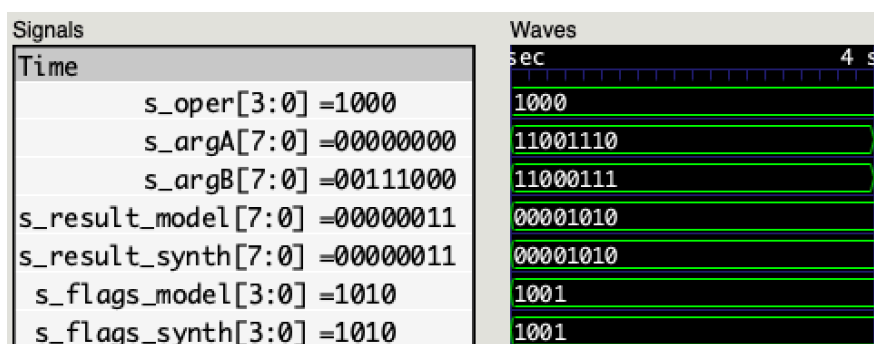 Signals
Waves
Time
sec 4 s
s_oper[3:0] =1000
1000
s_argA[7:0] =00000000
11001110
s_argB[7:0] =00111000
11000111
s_result_model[7:0] =00000011
00001010
s_result_synth[7:0] =00000011
00001010
s_flags_model[3:0] =1010
1001
s_flags_synth[3:0] =1010
1001